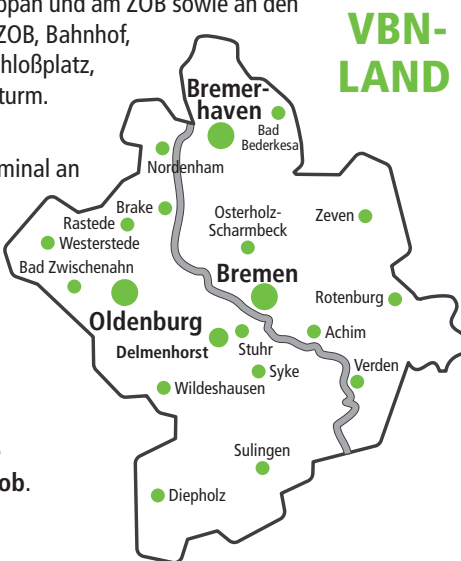 opan und am ZOB sowie an den
ZOB, Bahnhof,
hloßplatz,
turm.
minal an
ob.
VBN-
LAND
Bremer-
haven
Bad
Bederkesa
Nordenham
Brake
Rastede
Westerstede
Bad Zwischenahn
Osterholz-
Scharmbeck
Zeven
Bremen
Rotenburg
Oldenburg
Delmenhorst
Stuhr
Achim
Syke
Verden
Wildeshausen
Sulingen
Diepholz